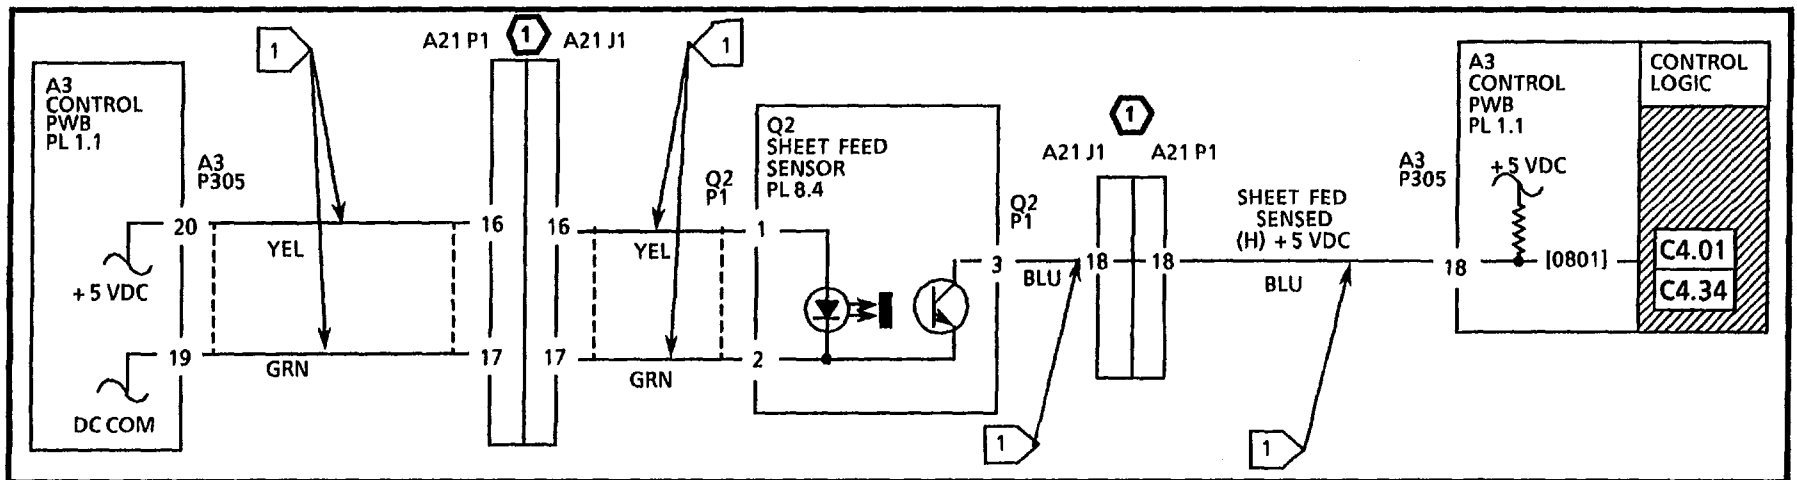 1
A21 P1
1
A21 J1
1
A3
CONTROL
PWB
PL 1.1
A3
P305
20
YEL
16
+ 5 VDC
19
GRN
17
DC COM
16
YEL
17
GRN
Q2
P1
1
2
Q2
SHEET FEED
SENSOR
PL 8.4
3
Q2
P1
BLU
1
A21 J1
A21 P1
18
18
SHEET FED
SENSED
(H) + 5 VDC
BLU
1
1
A3
P305
18
A3
CONTROL
PWB
PL 1.1
+ 5 VDC
[0801]
CONTROL
LOGIC
C4.01
C4.34